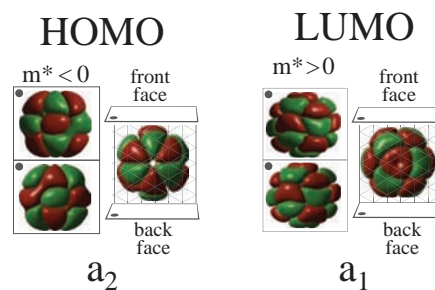 HOMO
m* < 0
front
face
back
face
a2
LUMO
m* > 0
front
face
back
face
a1